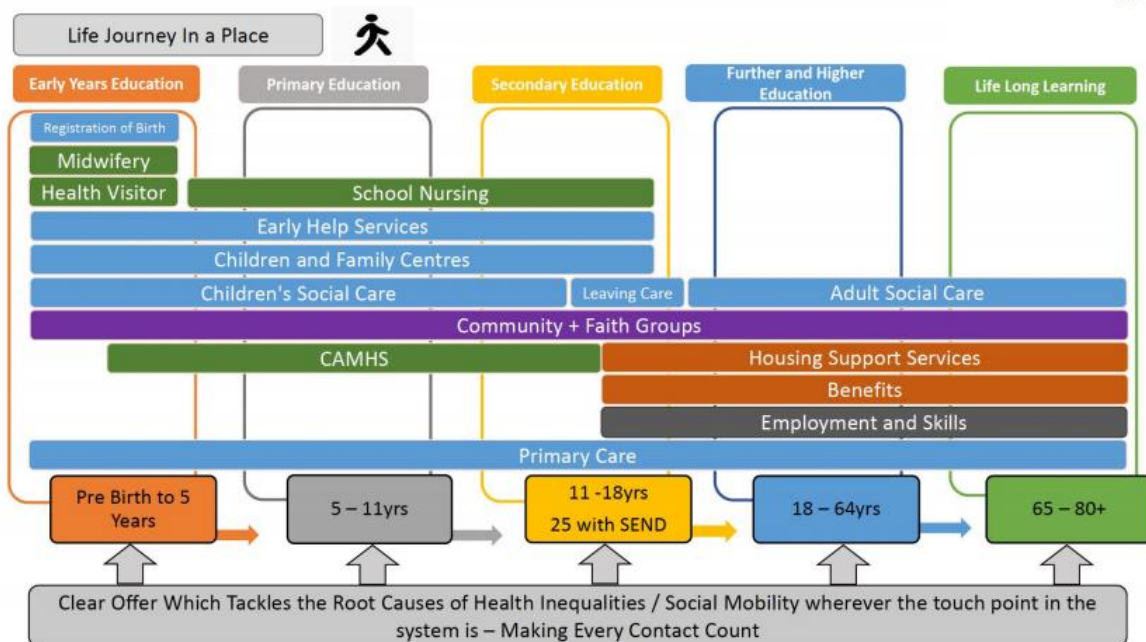 Life Journey In a Place
Early Years Education
Primary Education
Secondary Education
Further and Higher
Education
Life Long Learning
Registration of Birth
Midwifery
Health Visitor
School Nursing
Early Help Services
Children and Family Centres
Children's Social Care
Leaving Care
Adult Social Care
Community + Faith Groups
CAMHS
Housing Support Services
Benefits
Employment and Skills
Primary Care
Pre Birth to 5
Years
5 – 11yrs
11 -18yrs
25 with SEND
18 – 64yrs
65 – 80+
Clear Offer Which Tackles the Root Causes of Health Inequalities / Social Mobility wherever the touch point in the
system is – Making Every Contact Count